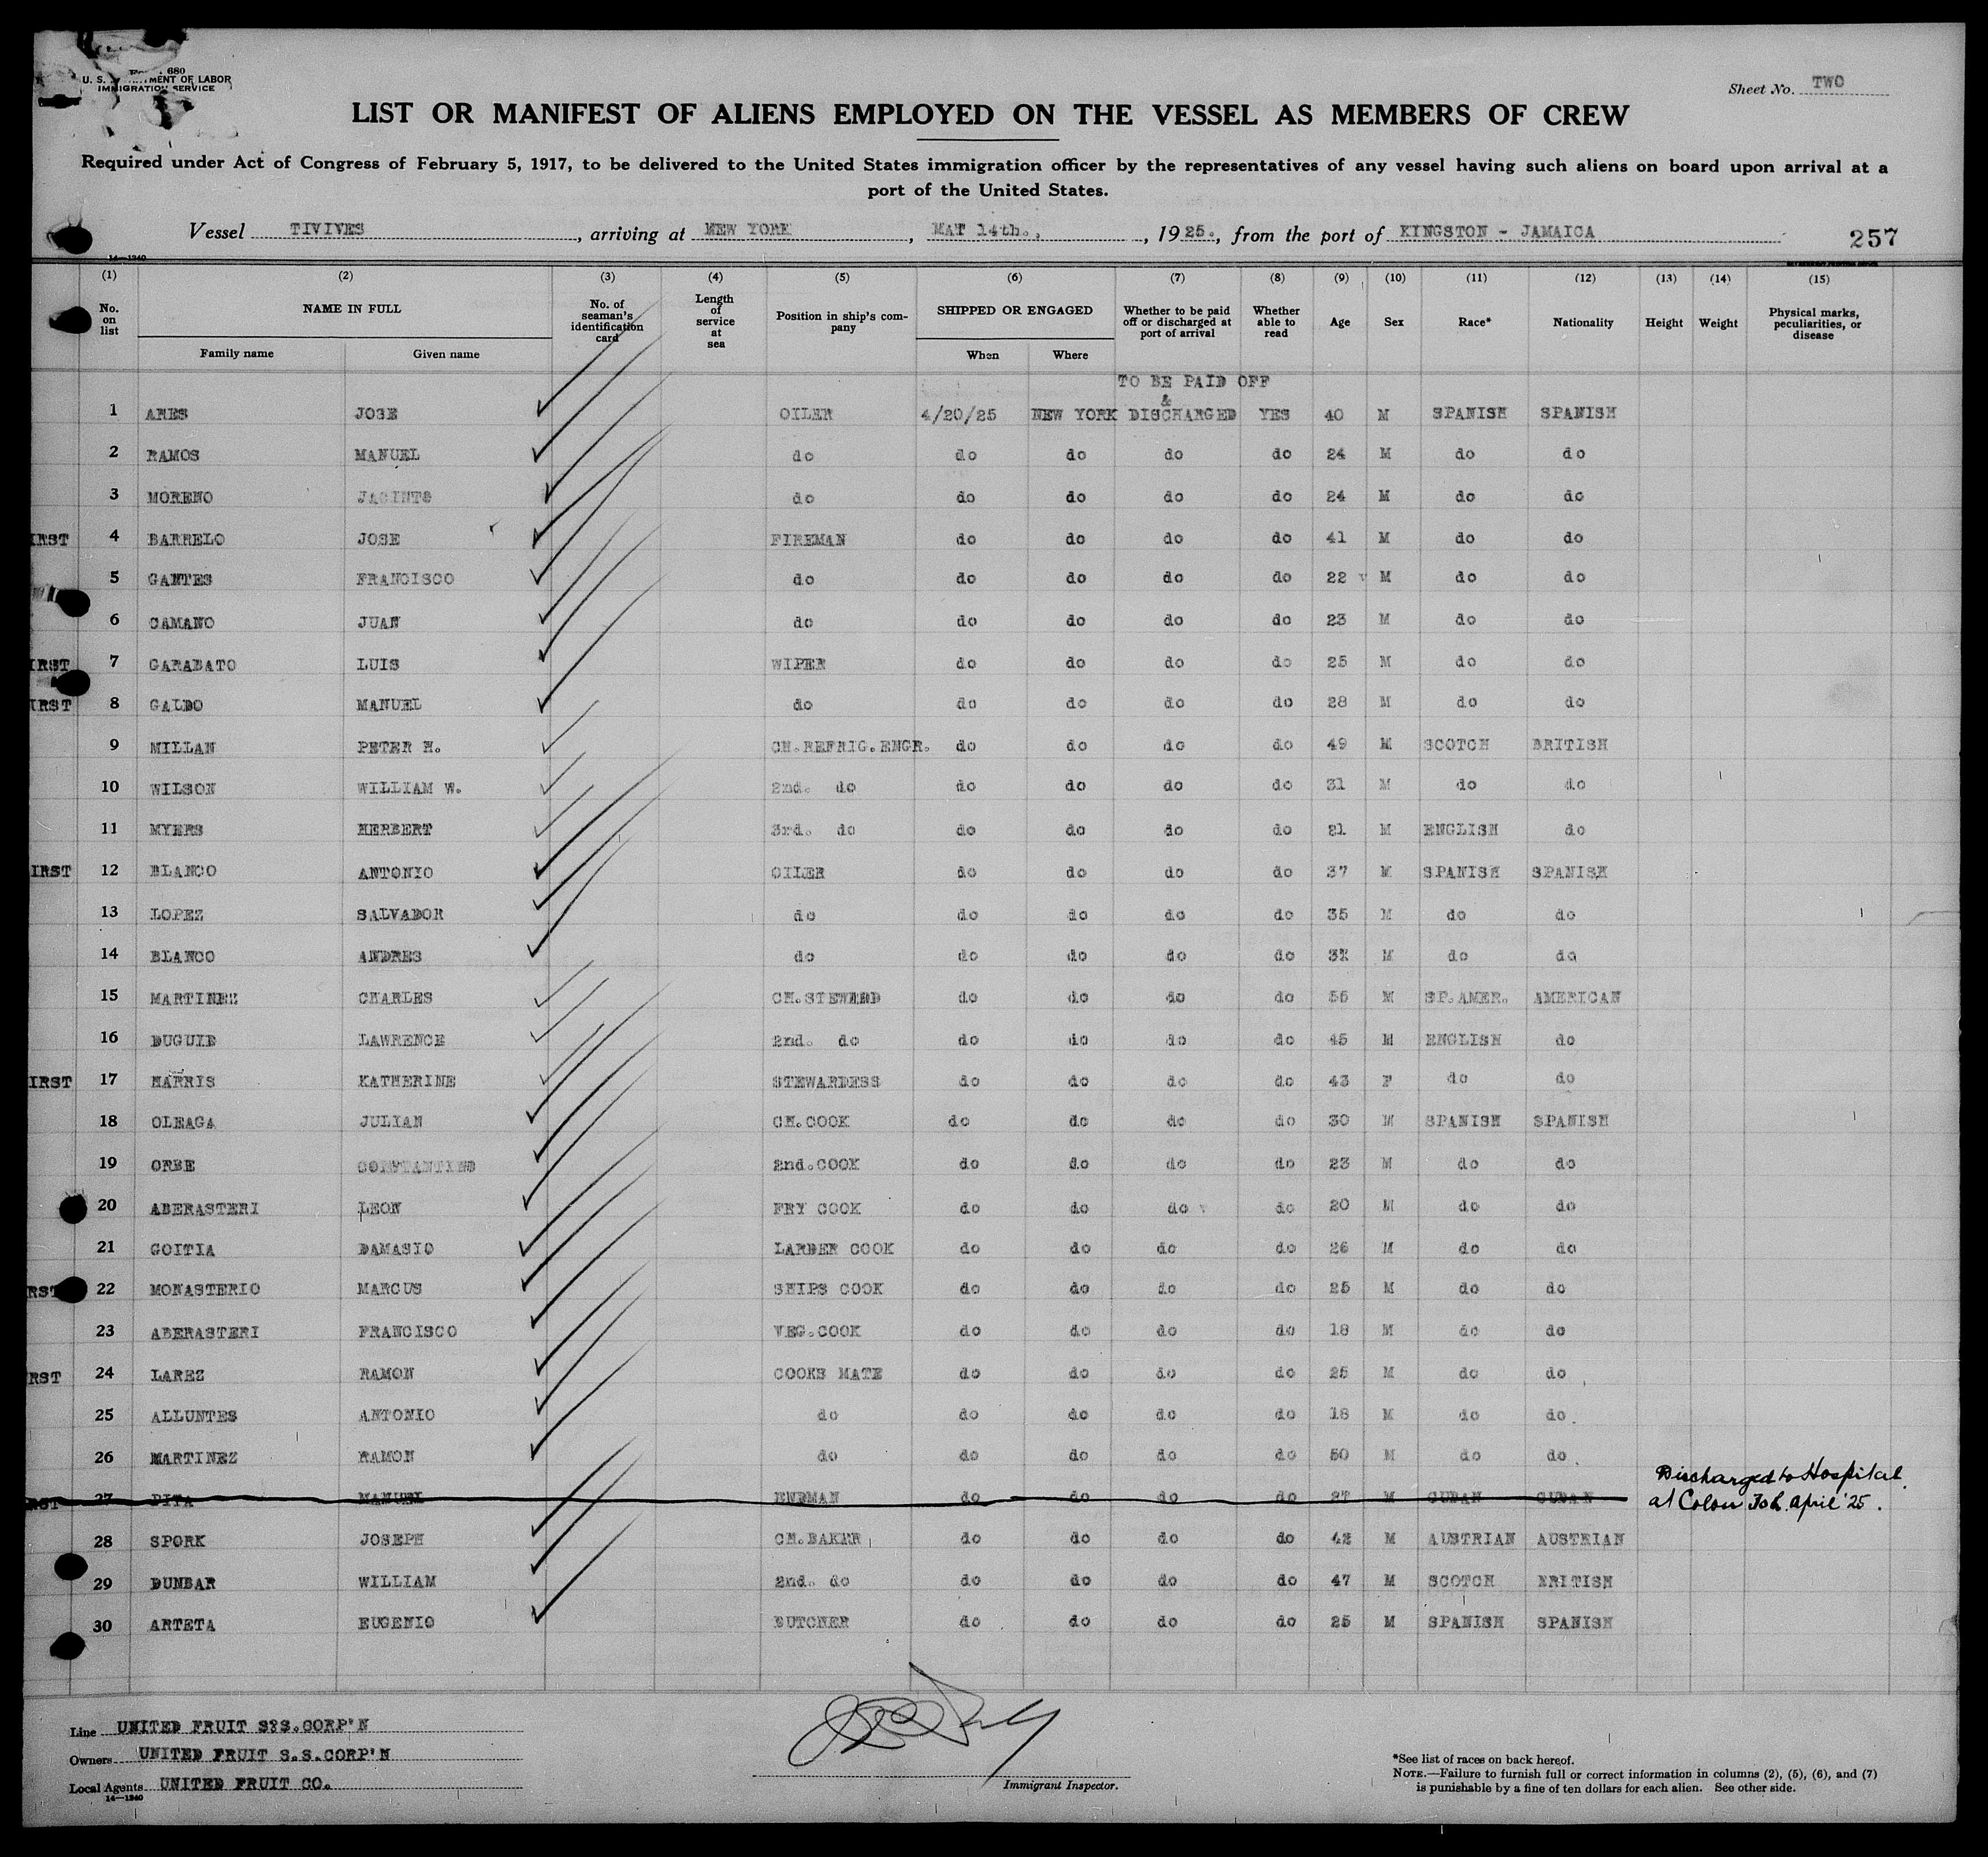 680
U. S. MENT OF LABOR
IMMIGRATION SERVICE
Sheet No. TWO
LIST OR MANIFEST OF ALIENS EMPLOYED ON THE VESSEL AS MEMBERS OF CREW
Required under Act of Congress of February 5, 1917, to be delivered to the United States immigration officer by the representatives of any vessel having such aliens on board upon arrival at a
port of the United States.
Vessel TIVIVES, arriving at NEW YORK, MAT 14th., 1925., from the port of KINGSTON - JAMAICA
257
14—1240
(1) (2) (3) (4) (5) (6) (7) (8) (9) (10) (11) (12) (13) (14) (15)
No. on list NAME IN FULL Family name Given name No. of seaman's identification card Length of service at sea Position in ship's company SHIPPED OR ENGAGED When Where Whether to be paid off or discharged at port of arrival Whether able to read Age Sex Race* Nationality Height Weight Physical marks, peculiarities, or disease
TO BE PAID OFF
&
1 ARES JOSE OILER 4/20/25 NEW YORK DISCHARGED YES 40 M SPANISH SPANISH
2 RAMOS MANUEL do do do do do 24 M do do
3 MORENO JACINTO do do do do do 24 M do do
IRST 4 BARRELO JOSE FIREMAN do do do do 41 M do do
5 GANTES FRANCISCO do do do do do 22 M do do
6 CAMANO JUAN do do do do do 23 M do do
IRST 7 GARABATO LUIS WIPER do do do do 25 M do do
IRST 8 GALDO MANUEL do do do do do 28 M do do
9 MILLAN PETER H. CH.REFRIG.ENGR. do do do do 49 M SCOTCH BRITISH
10 WILSON WILLIAM W. 2nd. do do do do do 31 M do do
11 MYERS HERBERT 3rd. do do do do do 21 M ENGLISH do
IRST 12 BLANCO ANTONIO OILER do do do do 37 M SPANISH SPANISH
13 LOPEZ SALVADOR do do do do do 35 M do do
14 BLANCO ANDRES do do do do do M do do
15 MARTINEZ CHARLES CH.STEWARD do do do do 55 M SP.AMER. AMERICAN
16 DUGUID LAWRENCE 2nd. do do do do do 45 M ENGLISH do
IRST 17 HARRIS KATHERINE STEWARDESS do do do do 43 F do do
18 OLEAGA JULIAN CH.COOK do do do do 30 M SPANISH SPANISH
19 ORBE CONSTANTINO 2nd.COOK do do do do 23 M do do
20 ABERASTERI LEON FRY COOK do do do do 20 M do do
21 GOITIA DAMASIO LARDER COOK do do do do 26 M do do
RST 22 MONASTERIO MARCUS SHIPS COOK do do do do 25 M do do
23 ABERASTERI FRANCISCO VEG.COOK do do do do 18 M do do
RST 24 LAREZ RAMON COOKS MATE do do do do 25 M do do
25 ALLUNTES ANTONIO do do do do do 18 M do do
26 MARTINEZ RAMON do do do do do 50 M do do
RST 27 PITA MANUEL do do do do 27 M CUBAN CUBAN Discharged to Hospital
at Colon April '25.
28 SPORK JOSEPH CH.BAKER do do do do 42 M AUSTRIAN AUSTRIAN
29 DUNBAR WILLIAM 2nd. do do do do do 47 M SCOTCH BRITISH
30 ARTETA EUGENIO BUTCHER do do do do 25 M SPANISH SPANISH
Line UNITED FRUIT S?S.CORP'N
Owners UNITED FRUIT S.S.CORP'N
Local Agents UNITED FRUIT CO.
14—1240
Immigrant Inspector.
*See list of races on back hereof.
NOTE.—Failure to furnish full or correct information in columns (2), (5), (6), and (7)
is punishable by a fine of ten dollars for each alien. See other side.